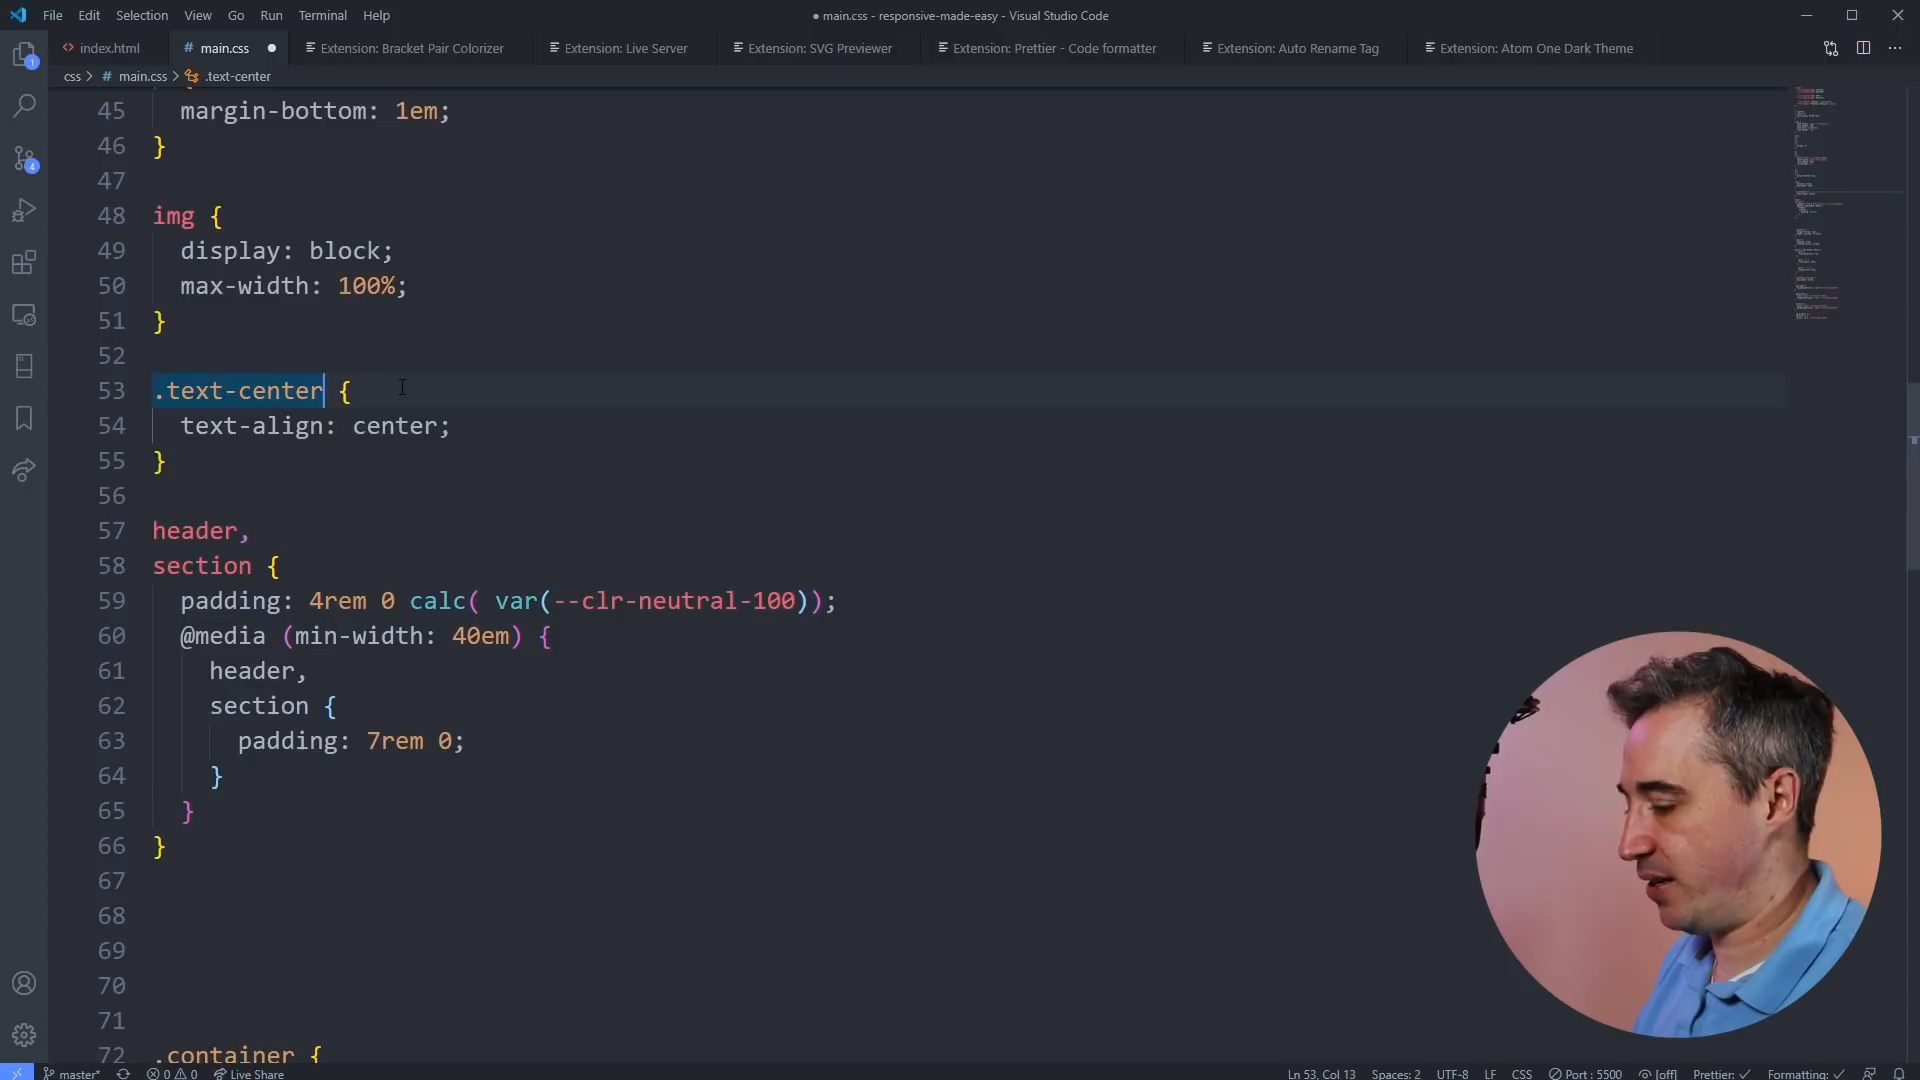 File Edit Selection View Go Run Terminal Help
● main.css - responsive-made-easy - Visual Studio Code
<> index.html
# main.css ●
Extension: Bracket Pair Colorizer
Extension: Live Server
Extension: SVG Previewer
Extension: Prettier - Code formatter
Extension: Auto Rename Tag
Extension: Atom One Dark Theme
css > # main.css > .text-center
1
4
45 margin-bottom: 1em;
46 }
47
48 img {
49 display: block;
50 max-width: 100%;
51 }
52
53 .text-center {
54 text-align: center;
55 }
56
57 header,
58 section {
59 padding: 4rem 0 calc( var(--clr-neutral-100));
60 @media (min-width: 40em) {
61 header,
62 section {
63 padding: 7rem 0;
64 }
65 }
66 }
67
68
69
70
71
72 .container {
master* 0 0 Live Share
Ln 53, Col 13 Spaces: 2 UTF-8 LF CSS Port : 5500 [off] Prettier: ✓ Formatting: ✓